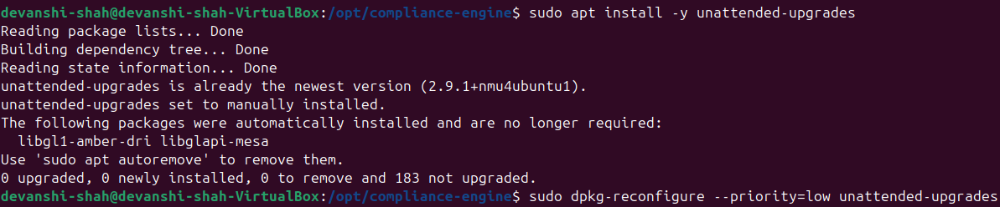 devanshi-shah@devanshi-shah-VirtualBox:/opt/compliance-engine$ sudo apt install -y unattended-upgrades
Reading package lists... Done
Building dependency tree... Done
Reading state information... Done
unattended-upgrades is already the newest version (2.9.1+nmu4ubuntu1).
unattended-upgrades set to manually installed.
The following packages were automatically installed and are no longer required:
  libgl1-amber-dri libglapi-mesa
Use 'sudo apt autoremove' to remove them.
0 upgraded, 0 newly installed, 0 to remove and 183 not upgraded.
devanshi-shah@devanshi-shah-VirtualBox:/opt/compliance-engine$ sudo dpkg-reconfigure --priority=low unattended-upgrades